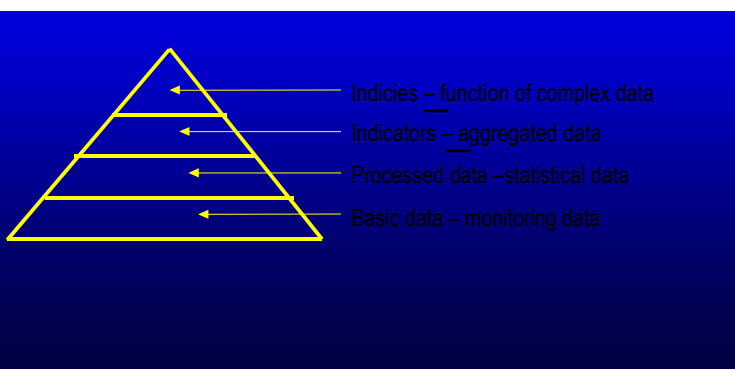 Indicies – function of complex data
Indicators – aggregated data
Processed data –statistical data
Basic data – monitoring data